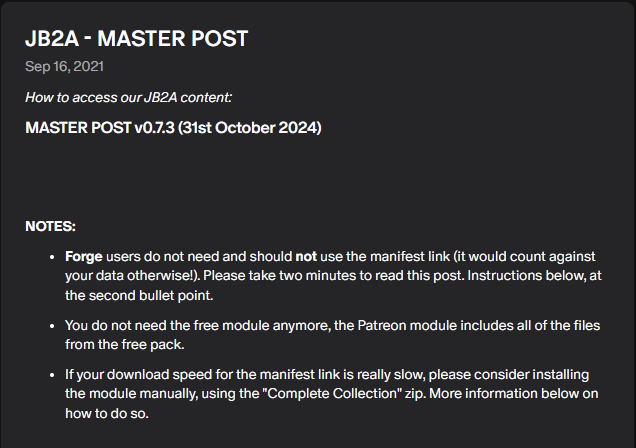 JB2A - MASTER POST
Sep 16, 2021
How to access our JB2A content:
MASTER POST v0.7.3 (31st October 2024)
NOTES:
• Forge users do not need and should not use the manifest link (it would count against
your data otherwise!). Please take two minutes to read this post. Instructions below, at
the second bullet point.
• You do not need the free module anymore, the Patreon module includes all of the files
from the free pack.
• If your download speed for the manifest link is really slow, please consider installing
the module manually, using the "Complete Collection" zip. More information below on
how to do so.